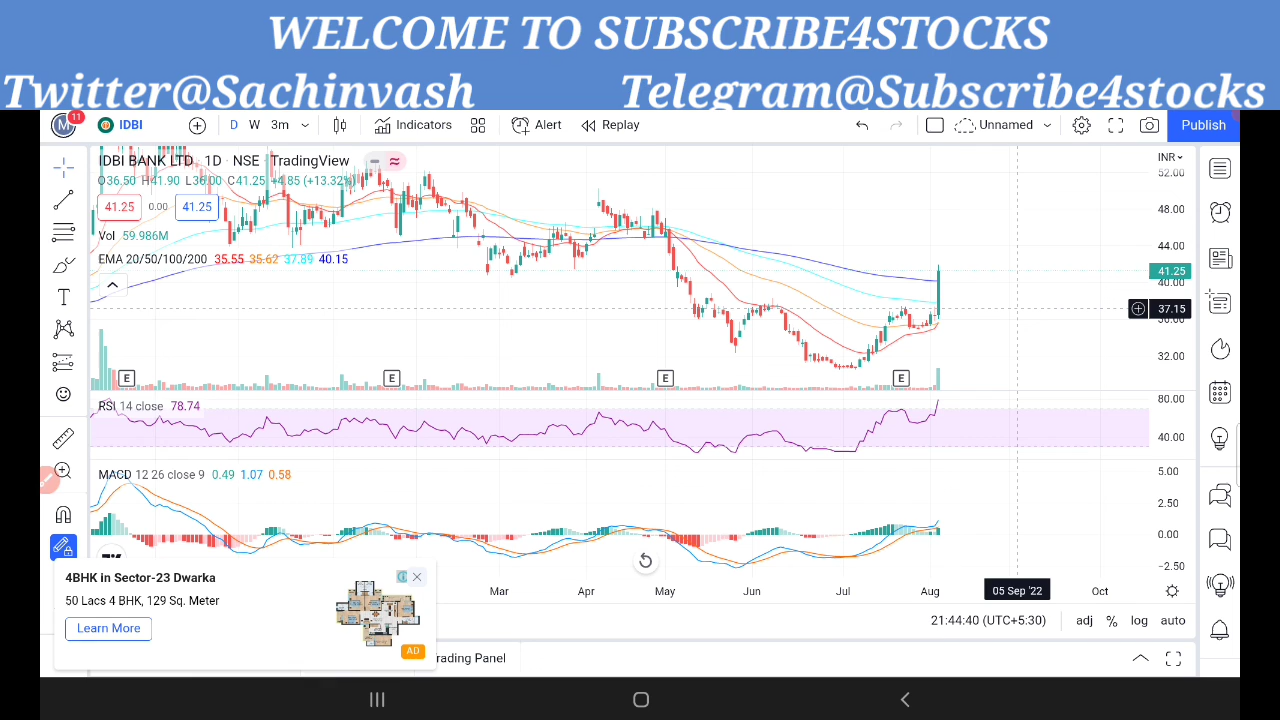 WELCOME TO SUBSCRIBE4STOCKS
Twitter@Sachinvash Telegram@Subscribe4stocks
M 11 IDBI D W 3m Indicators Alert Replay Unnamed Publish
IDBI BANK LTD · 1D · NSE · TradingView
INR
O36.50 H41.90 L36.00 C41.25 +4.85 (+13.32%)
52.00
41.25 0.00 41.25
48.00
Vol 59.986M
44.00
EMA 20/50/100/200 35.55 35.62 37.89 40.15
41.25
40.00
37.15
36.00
32.00
E E E E
RSI 14 close 78.74
80.00
40.00
MACD 12 26 close 9 0.49 1.07 0.58
5.00
2.50
0.00
−2.50
4BHK in Sector-23 Dwarka
50 Lacs 4 BHK, 129 Sq. Meter
Learn More
AD
Mar Apr May Jun Jul Aug 05 Sep '22 Oct
21:44:40 (UTC+5:30) adj % log auto
rading Panel